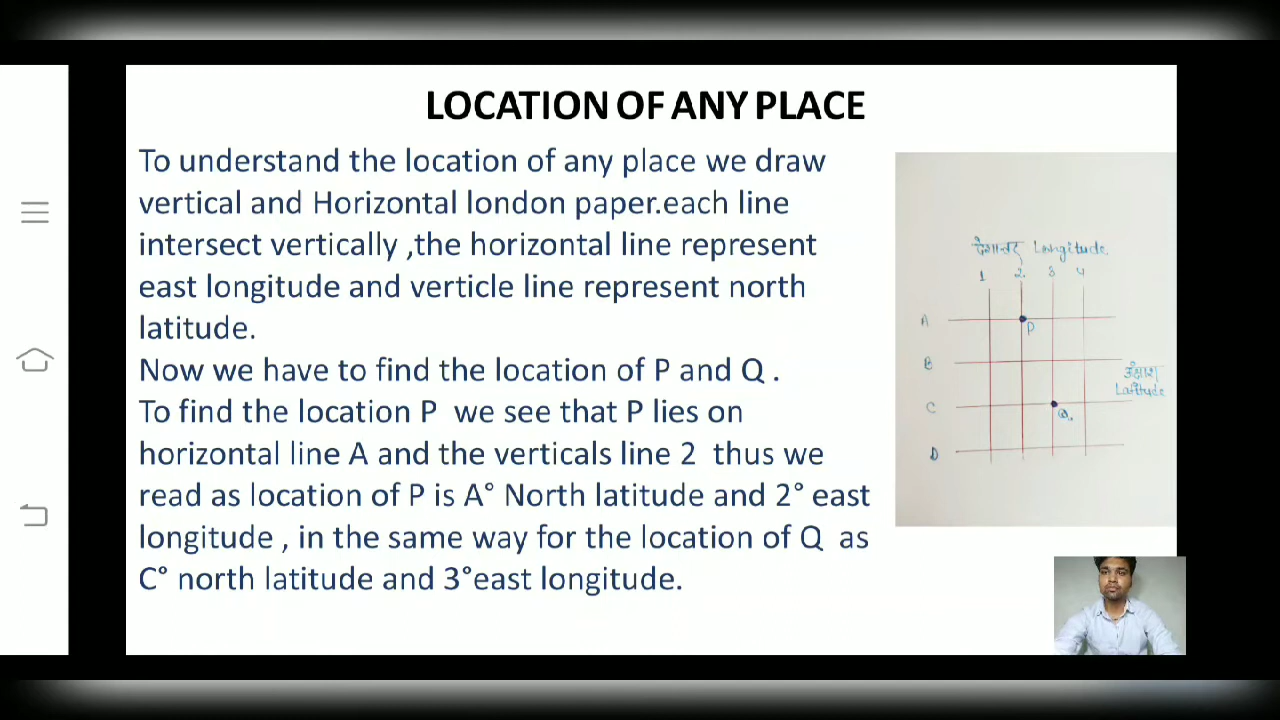 LOCATION OF ANY PLACE
To understand the location of any place we draw
vertical and Horizontal london paper.each line
intersect vertically ,the horizontal line represent
east longitude and verticle line represent north
latitude.
Now we have to find the location of P and Q .
To find the location P we see that P lies on
horizontal line A and the verticals line 2 thus we
read as location of P is A° North latitude and 2° east
longitude , in the same way for the location of Q as
C° north latitude and 3°east longitude.
Longitude
1 2 3 4
A
P
B
Latitude
C
Q.
D